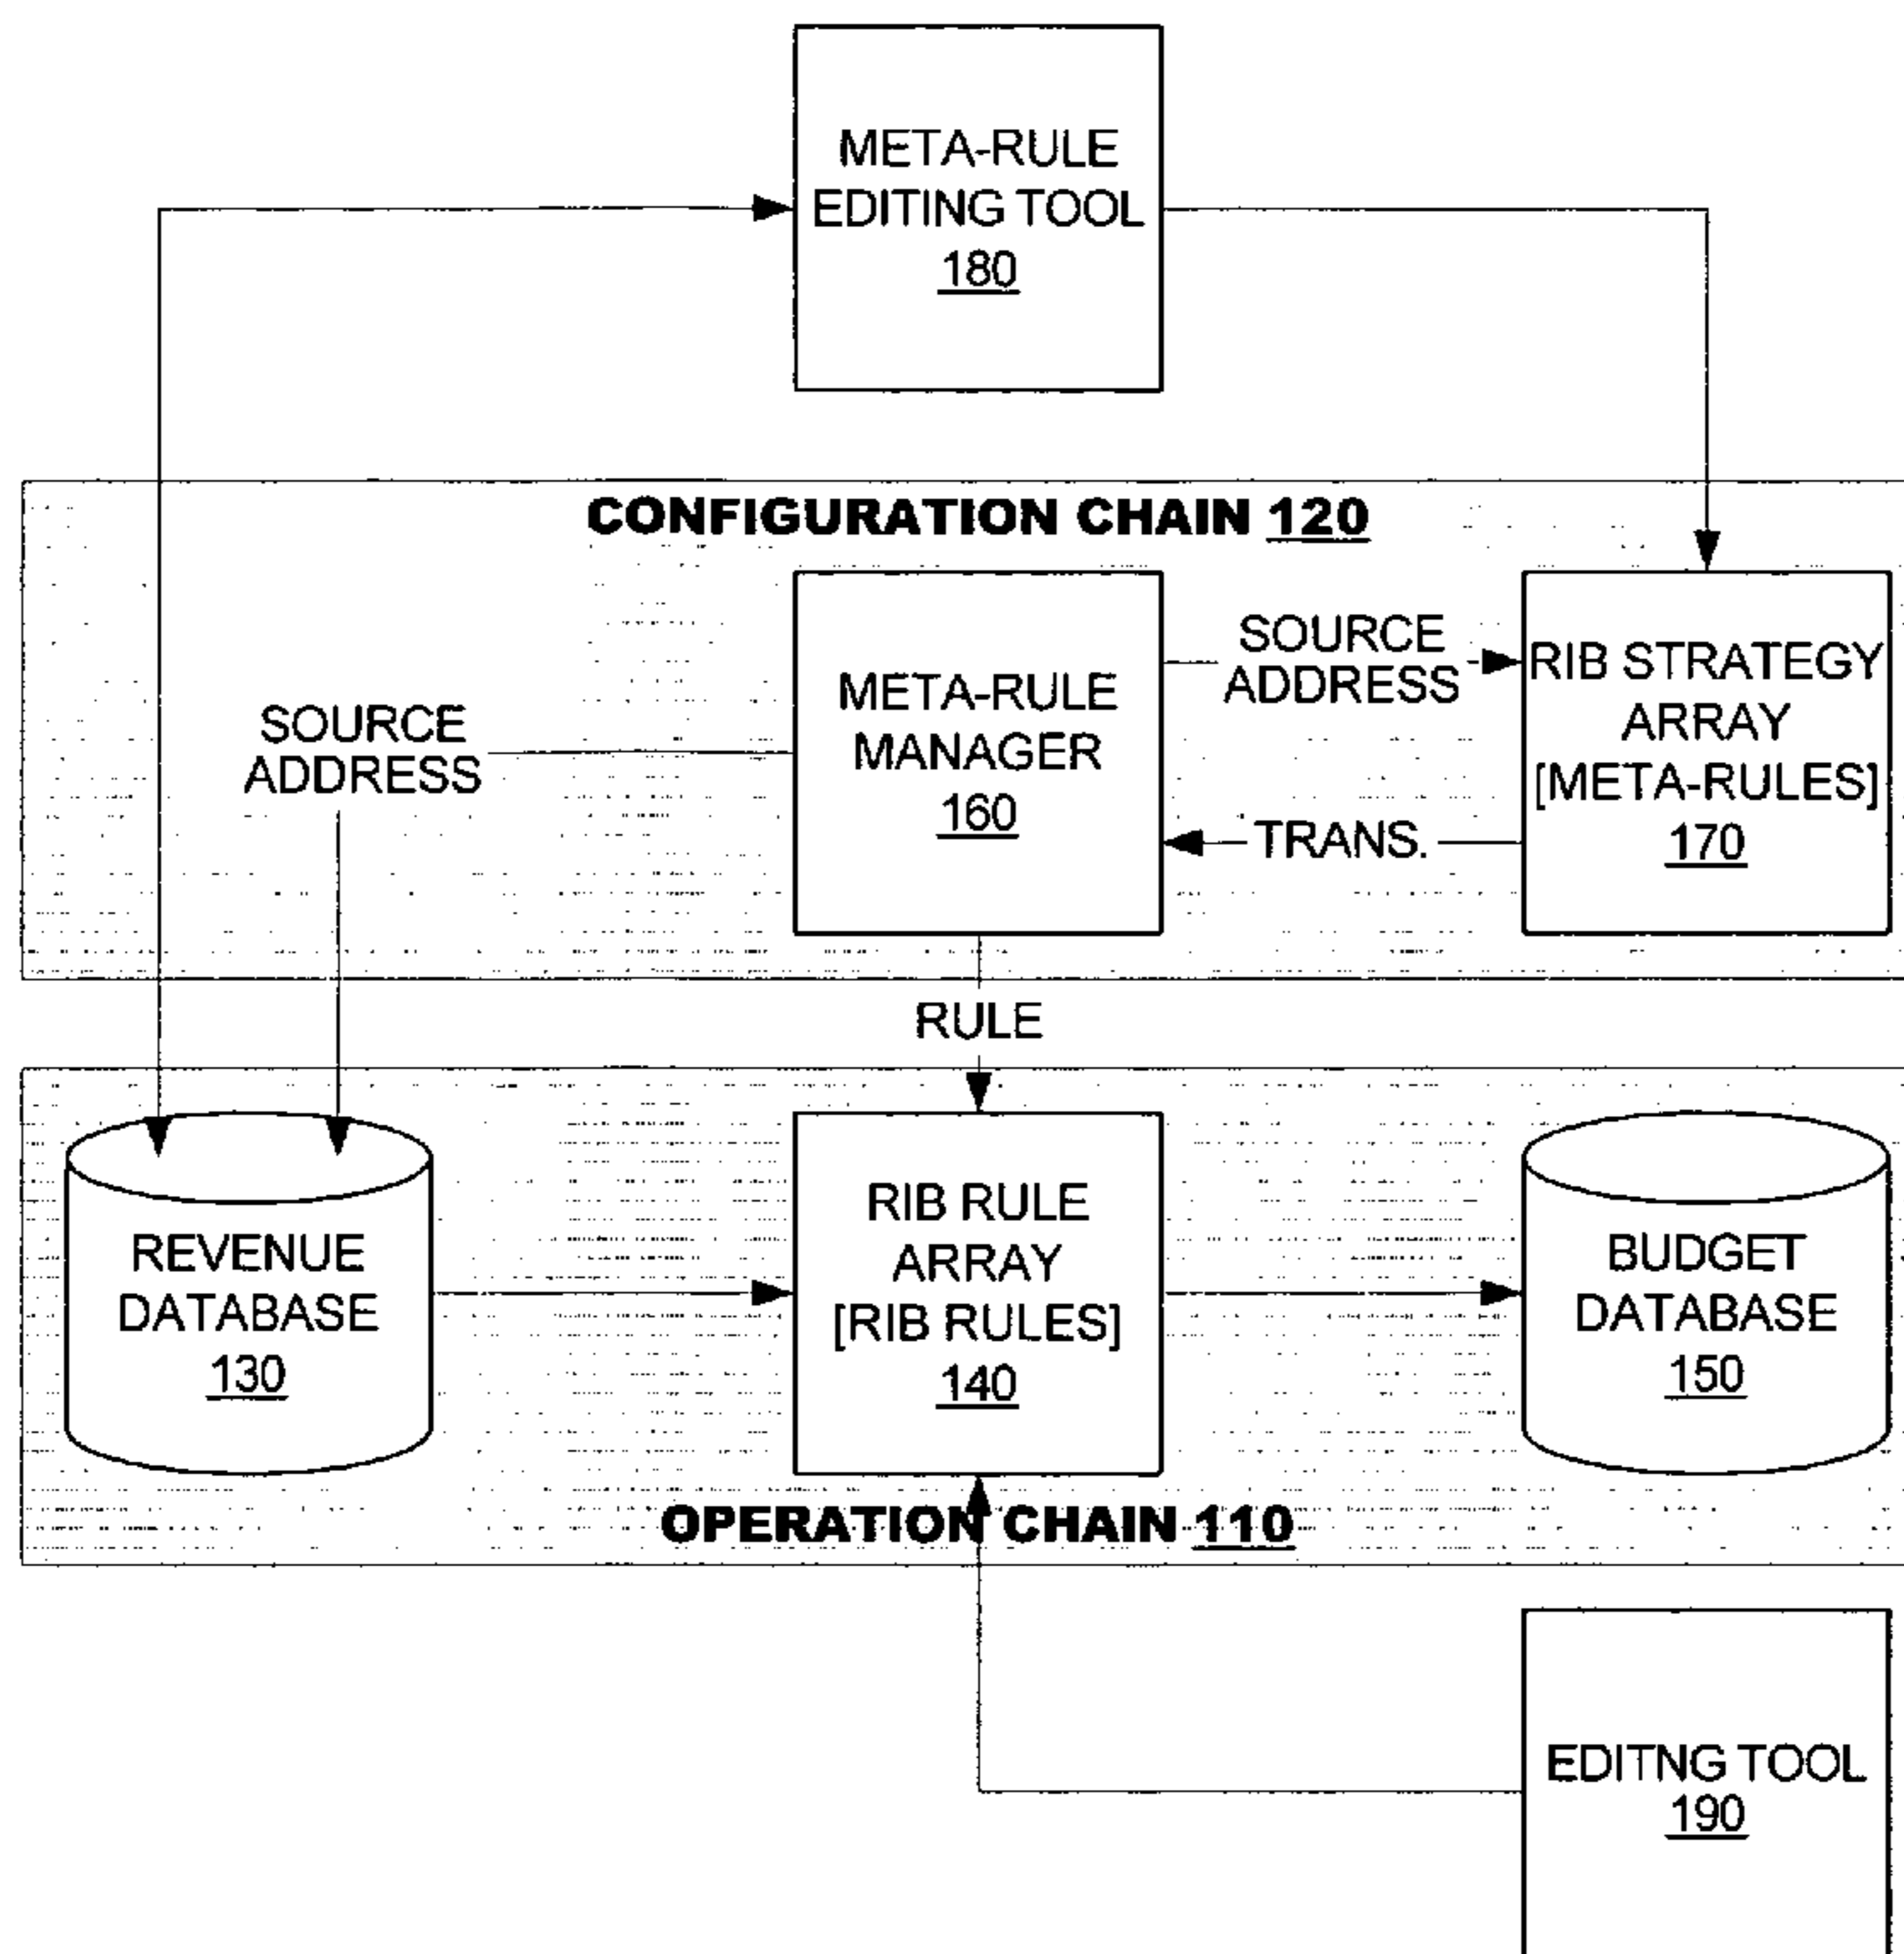 META-RULE
EDITING TOOL
180
CONFIGURATION CHAIN 120
SOURCE
ADDRESS
META-RULE
MANAGER
160
SOURCE
ADDRESS
TRANS.
RIB STRATEGY
ARRAY
[META-RULES]
170
RULE
REVENUE
DATABASE
130
RIB RULE
ARRAY
[RIB RULES]
140
BUDGET
DATABASE
150
OPERATION CHAIN 110
EDITNG TOOL
190